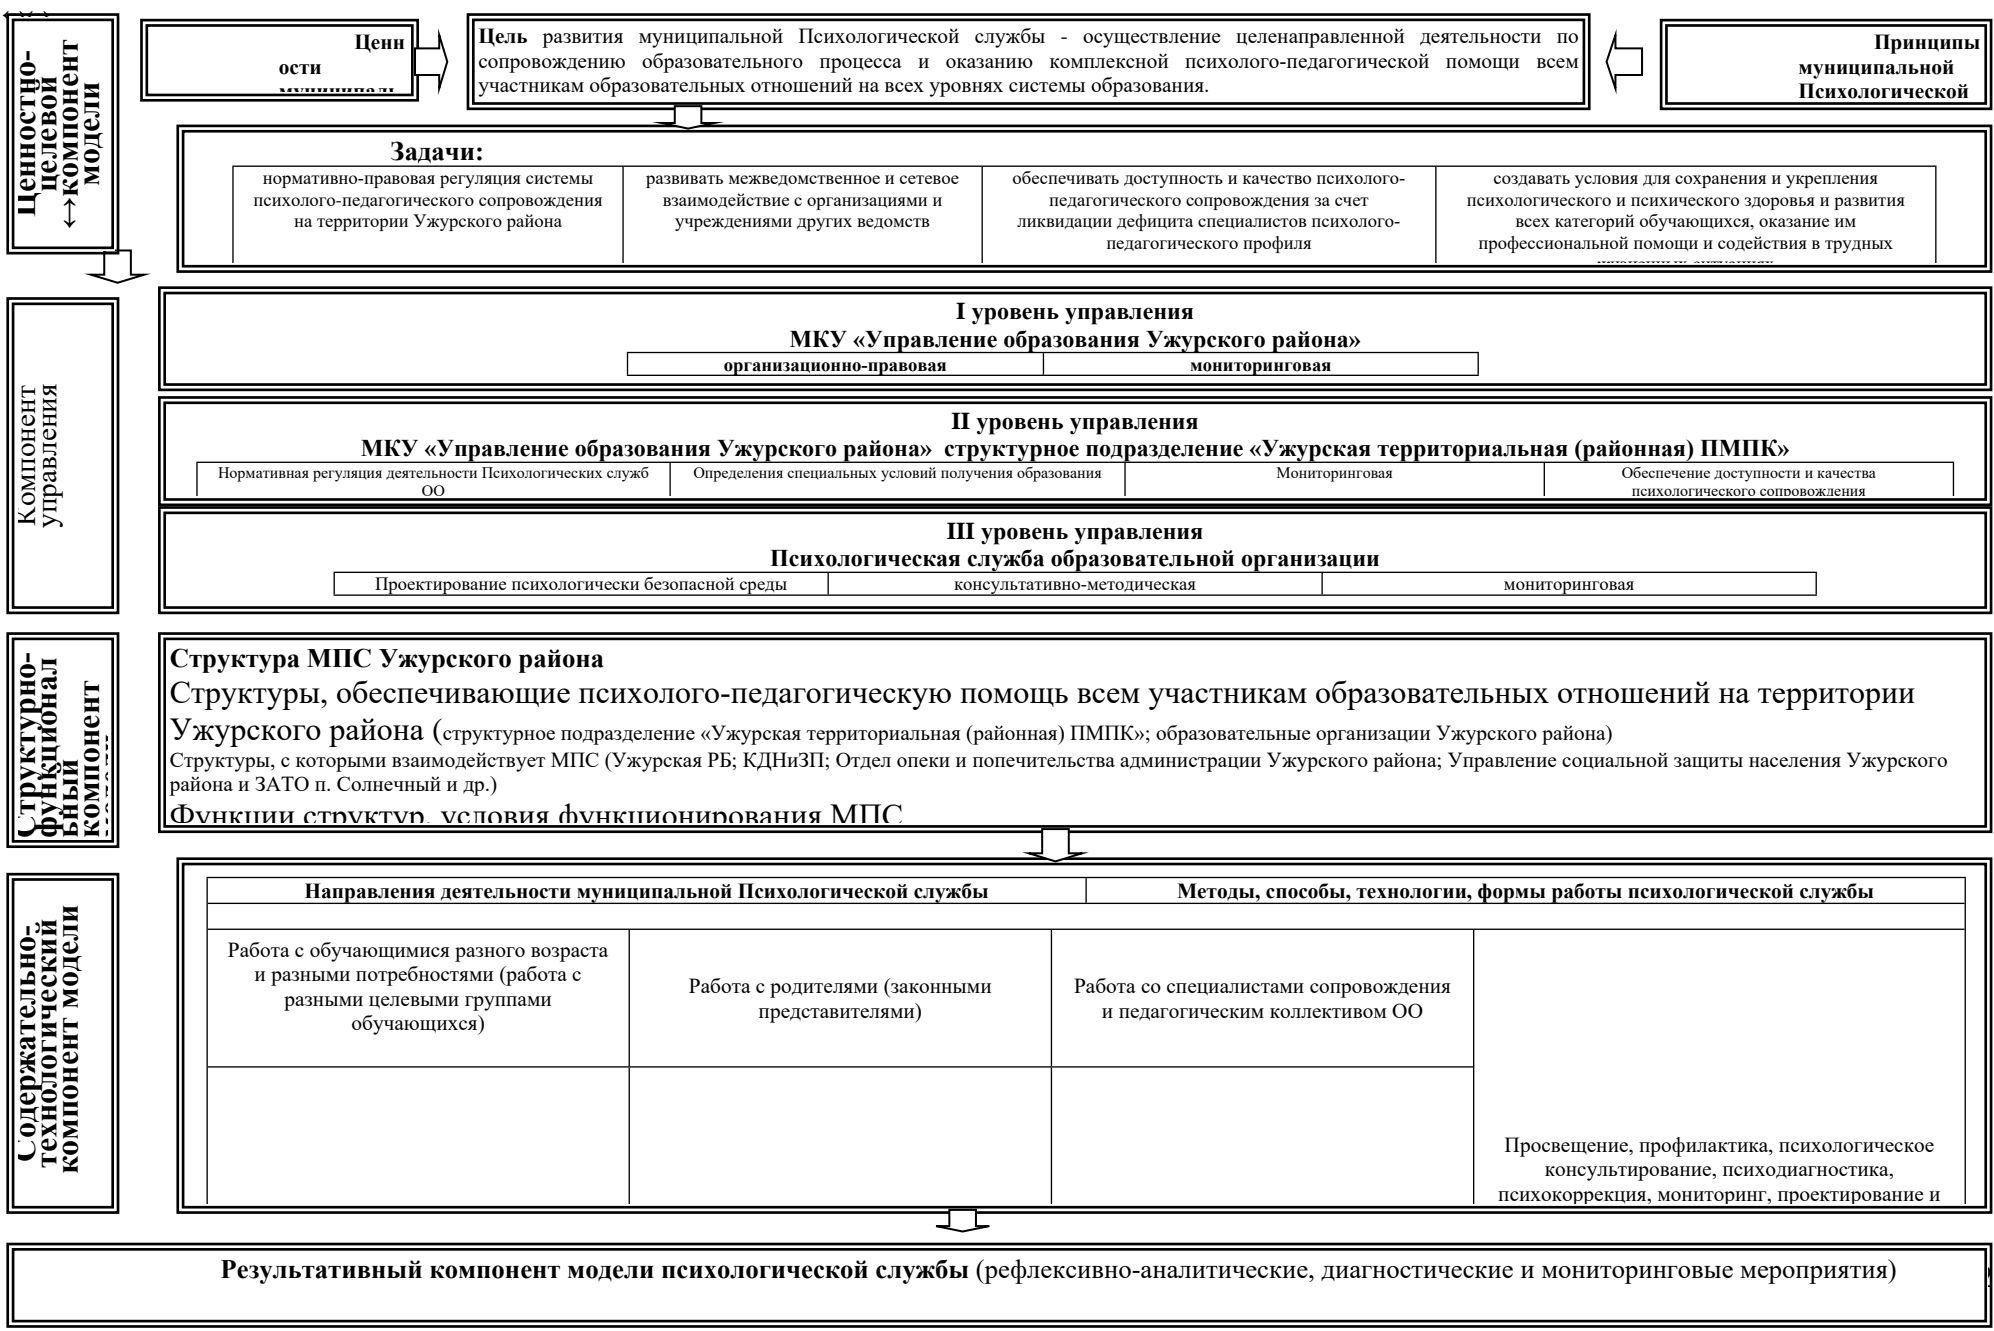 Ценностно-
целевой
↔компонент
модели
Ценн
ости
Цель развития муниципальной Психологической службы - осуществление целенаправленной деятельности по
сопровождению образовательного процесса и оказанию комплексной психолого-педагогической помощи всем
участникам образовательных отношений на всех уровнях системы образования.
Принципы
муниципальной
Психологической
Задачи:
нормативно-правовая регуляция системы
психолого-педагогического сопровождения
на территории Ужурского района
развивать межведомственное и сетевое
взаимодействие с организациями и
учреждениями других ведомств
обеспечивать доступность и качество психолого-
педагогического сопровождения за счет
ликвидации дефицита специалистов психолого-
педагогического профиля
создавать условия для сохранения и укрепления
психологического и психического здоровья и развития
всех категорий обучающихся, оказание им
профессиональной помощи и содействия в трудных
Компонент
управления
I уровень управления
МКУ «Управление образования Ужурского района»
организационно-правовая
мониторинговая
II уровень управления
МКУ «Управление образования Ужурского района» структурное подразделение «Ужурская территориальная (районная) ПМПК»
Нормативная регуляция деятельности Психологических служб
ОО
Определения специальных условий получения образования
Мониторинговая
Обеспечение доступности и качества
психологического сопровождения
III уровень управления
Психологическая служба образовательной организации
Проектирование психологически безопасной среды
консультативно-методическая
мониторинговая
Структурно-
функционал
ьный
компонент
Структура МПС Ужурского района
Структуры, обеспечивающие психолого-педагогическую помощь всем участникам образовательных отношений на территории
Ужурского района (структурное подразделение «Ужурская территориальная (районная) ПМПК»; образовательные организации Ужурского района)
Структуры, с которыми взаимодействует МПС (Ужурская РБ; КДНиЗП; Отдел опеки и попечительства администрации Ужурского района; Управление социальной защиты населения Ужурского
района и ЗАТО п. Солнечный и др.)
Функции структур, условия функционирования МПС
Содержательно-
технологический
компонент модели
Направления деятельности муниципальной Психологической службы
Методы, способы, технологии, формы работы психологической службы
Работа с обучающимися разного возраста
и разными потребностями (работа с
разными целевыми группами
обучающихся)
Работа с родителями (законными
представителями)
Работа со специалистами сопровождения
и педагогическим коллективом ОО
Просвещение, профилактика, психологическое
консультирование, психодиагностика,
психокоррекция, мониторинг, проектирование и
Результативный компонент модели психологической службы (рефлексивно-аналитические, диагностические и мониторинговые мероприятия)